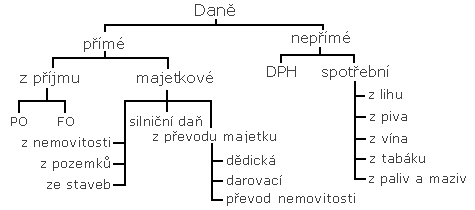 Daně
přímé
nepřímé
z příjmu
majetkové
DPH
spotřební
PO
FO
silniční daň
z převodu majetku
z nemovitosti
z pozemků
ze staveb
dědická
darovací
převod nemovitosti
z lihu
z piva
z vína
z tabáku
z paliv a maziv